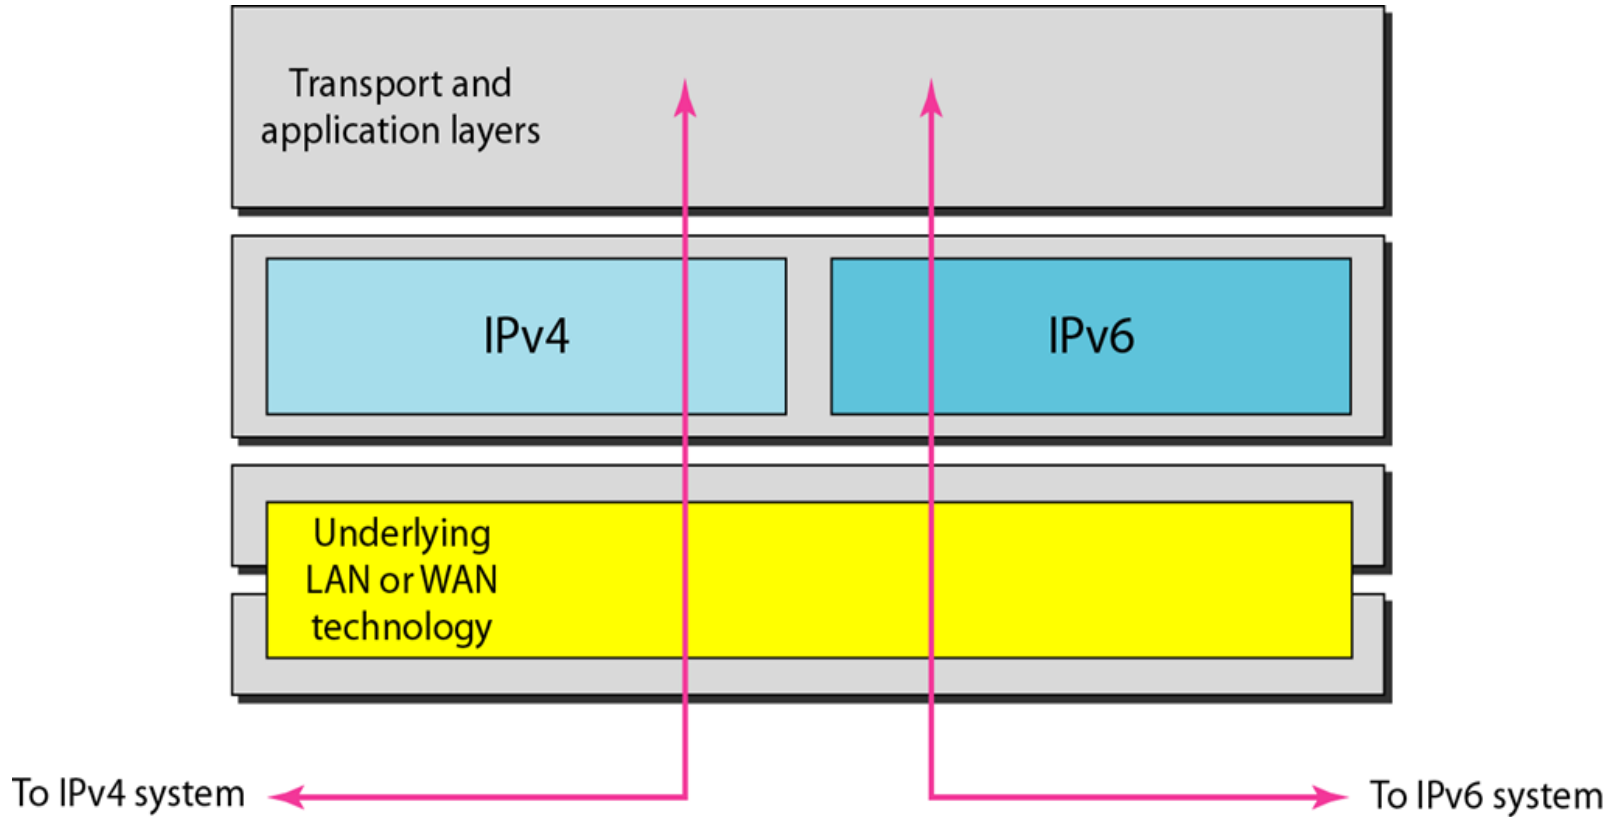 Transport and
application layers
IPv4
IPv6
Underlying
LAN or WAN
technology
To IPv4 system
To IPv6 system